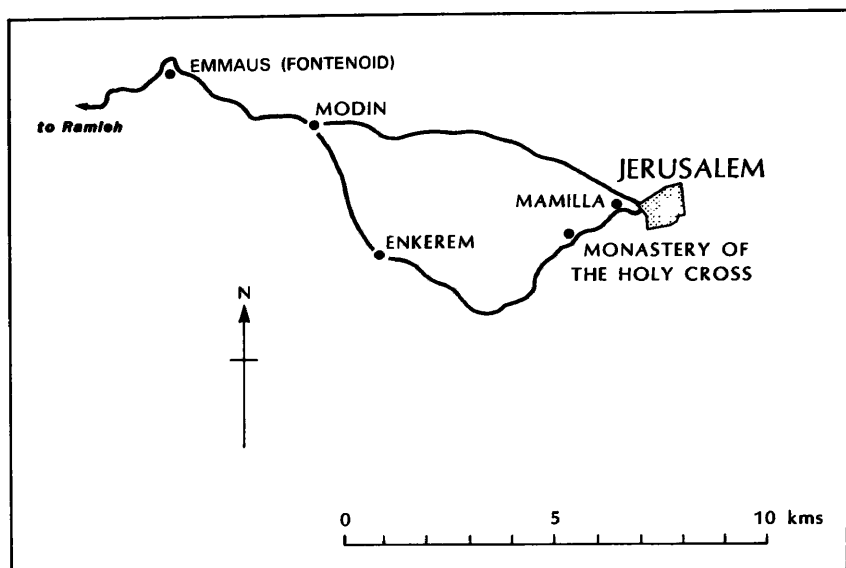 EMMAUS (FONTENOID)
to Ramleh
MODIN
JERUSALEM
MAMILLA
ENKEREM
MONASTERY OF
THE HOLY CROSS
N
0 5 10 kms